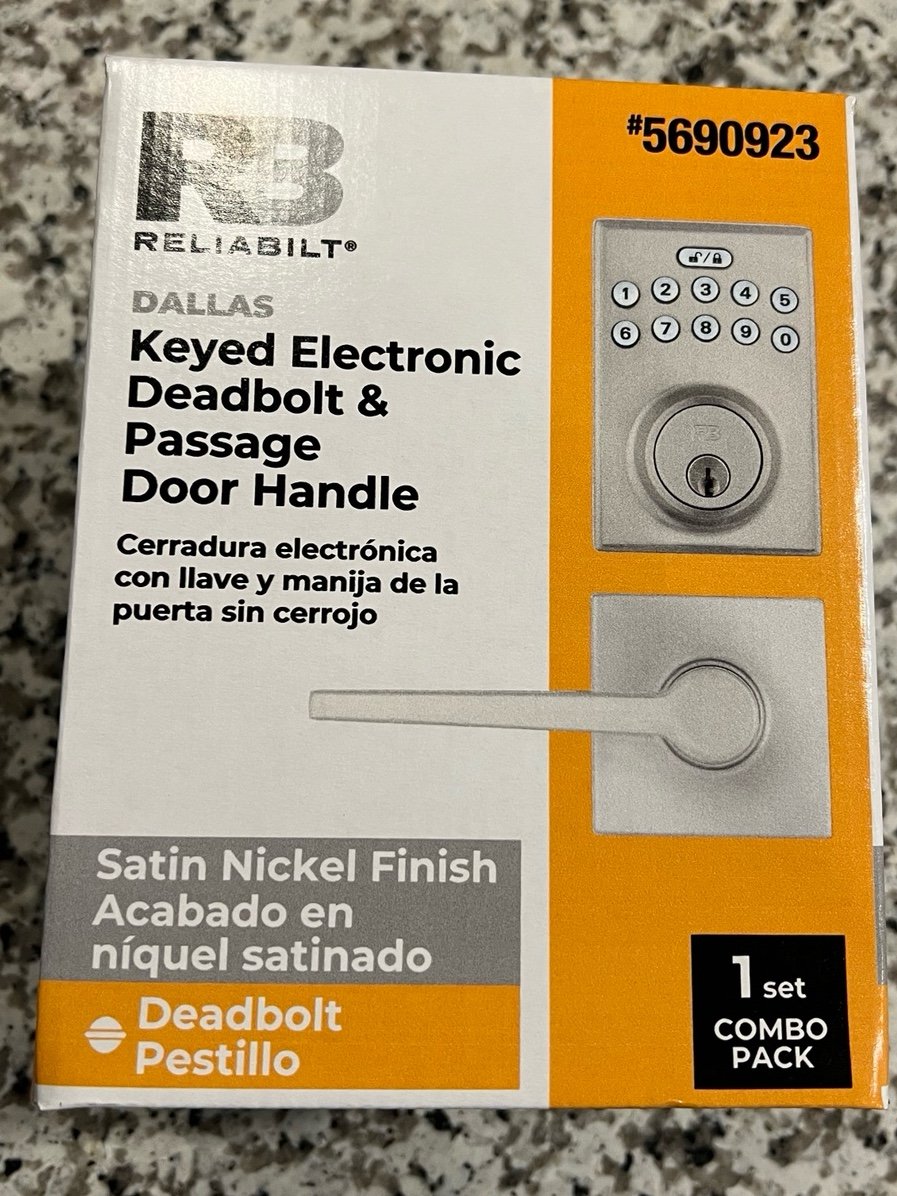 RB
RELIABILT®
DALLAS
Keyed Electronic
Deadbolt &
Passage
Door Handle
Cerradura electrónica
con llave y manija de la
puerta sin cerrojo
Satin Nickel Finish
Acabado en
níquel satinado
Deadbolt
Pestillo
#5690923
/
1 2 3 4 5
6 7 8 9 0
RB
1 set
COMBO
PACK